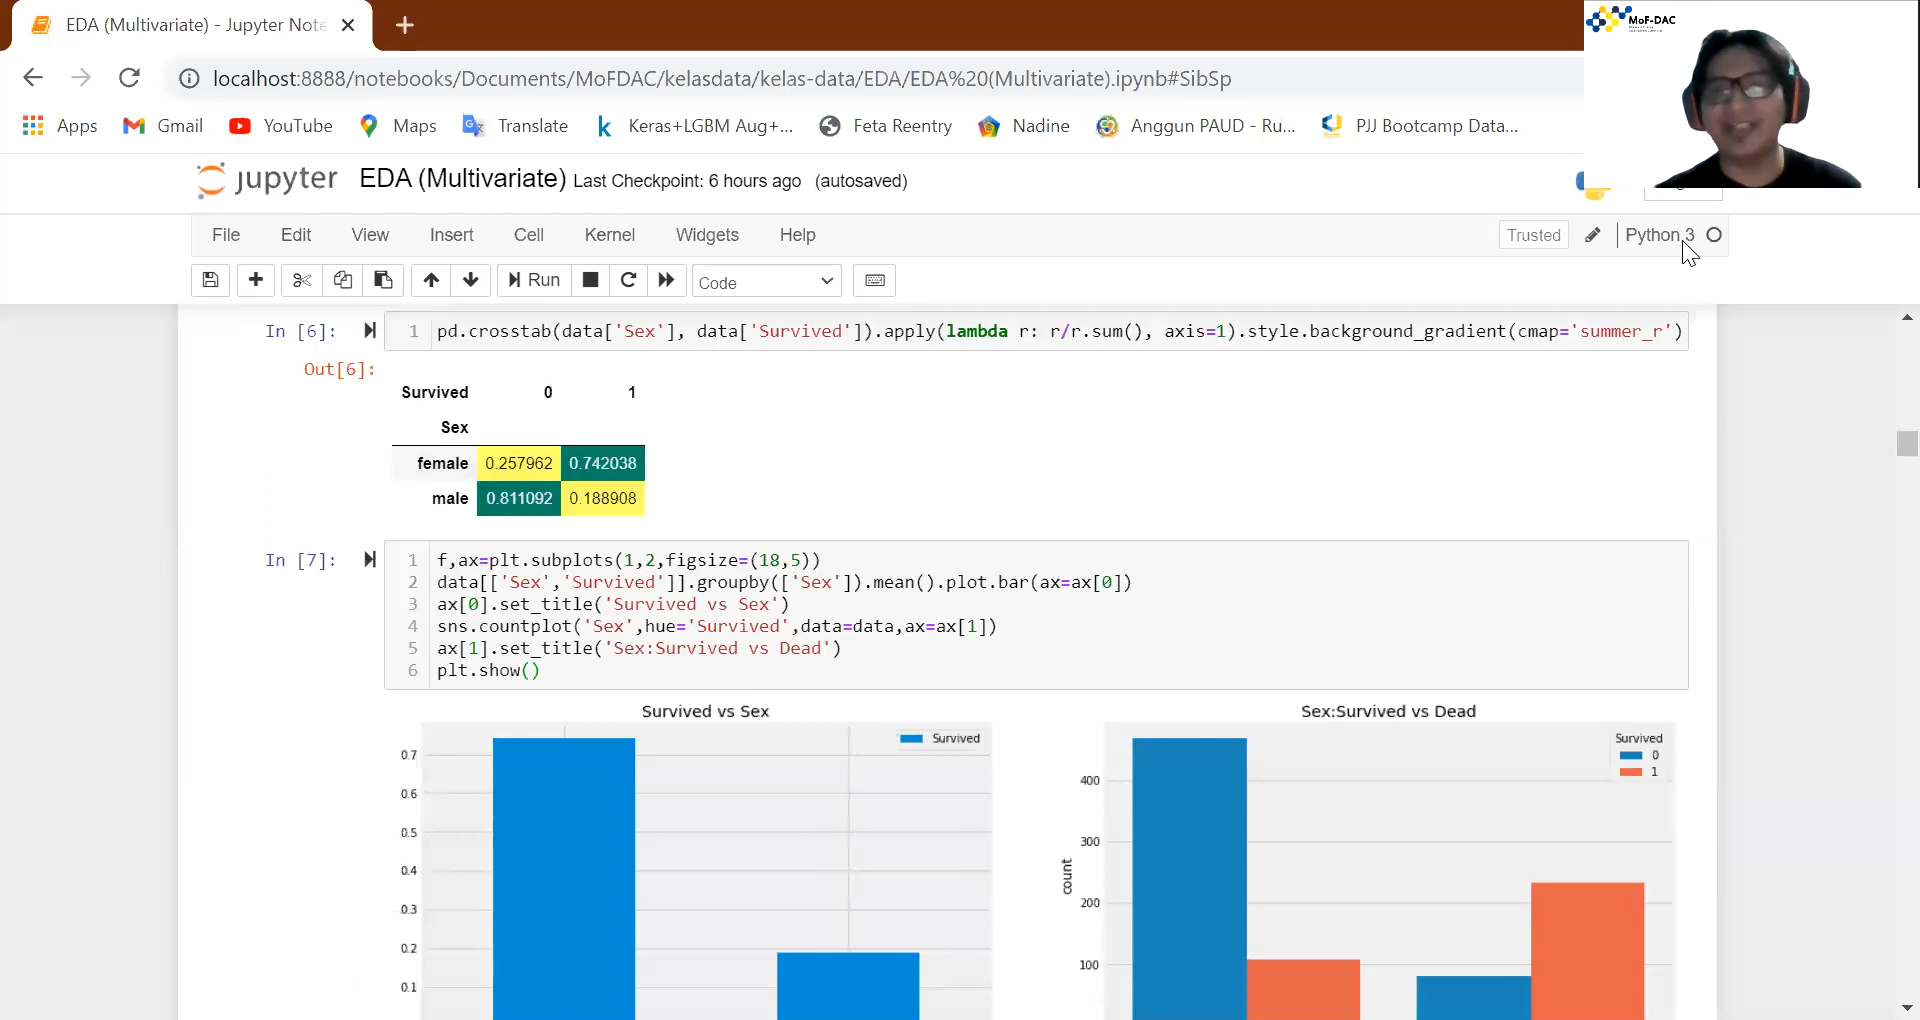 EDA (Multivariate) - Jupyter Note
localhost:8888/notebooks/Documents/MoFDAC/kelasdata/kelas-data/EDA/EDA%20(Multivariate).ipynb#SibSp
MoF-DAC
Apps Gmail YouTube Maps Translate Keras+LGBM Aug+... Feta Reentry Nadine Anggun PAUD - Ru... PJJ Bootcamp Data...
jupyter EDA (Multivariate) Last Checkpoint: 6 hours ago (autosaved)
File Edit View Insert Cell Kernel Widgets Help Trusted Python 3
Run Code
In [6]: 1 pd.crosstab(data['Sex'], data['Survived']).apply(lambda r: r/r.sum(), axis=1).style.background_gradient(cmap='summer_r')
Out[6]:
Survived 0 1
Sex
female 0.257962 0.742038
male 0.811092 0.188908
In [7]: 1 f,ax=plt.subplots(1,2,figsize=(18,5))
2 data[['Sex','Survived']].groupby(['Sex']).mean().plot.bar(ax=ax[0])
3 ax[0].set_title('Survived vs Sex')
4 sns.countplot('Sex',hue='Survived',data=data,ax=ax[1])
5 ax[1].set_title('Sex:Survived vs Dead')
6 plt.show()
Survived vs Sex
Survived
0.7
0.6
0.5
0.4
0.3
0.2
0.1
Sex:Survived vs Dead
Survived
0
1
400
300
200
100
count